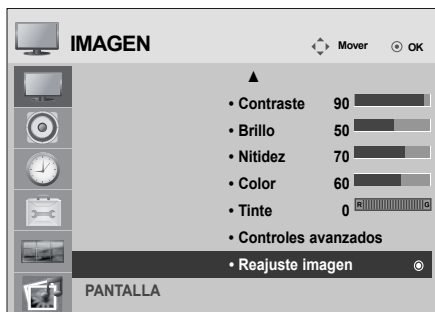 IMAGEN Mover OK
• Contraste 90
• Brillo 50
• Nitidez 70
• Color 60
• Tinte 0 R G
• Controles avanzados
• Reajuste imagen
PANTALLA